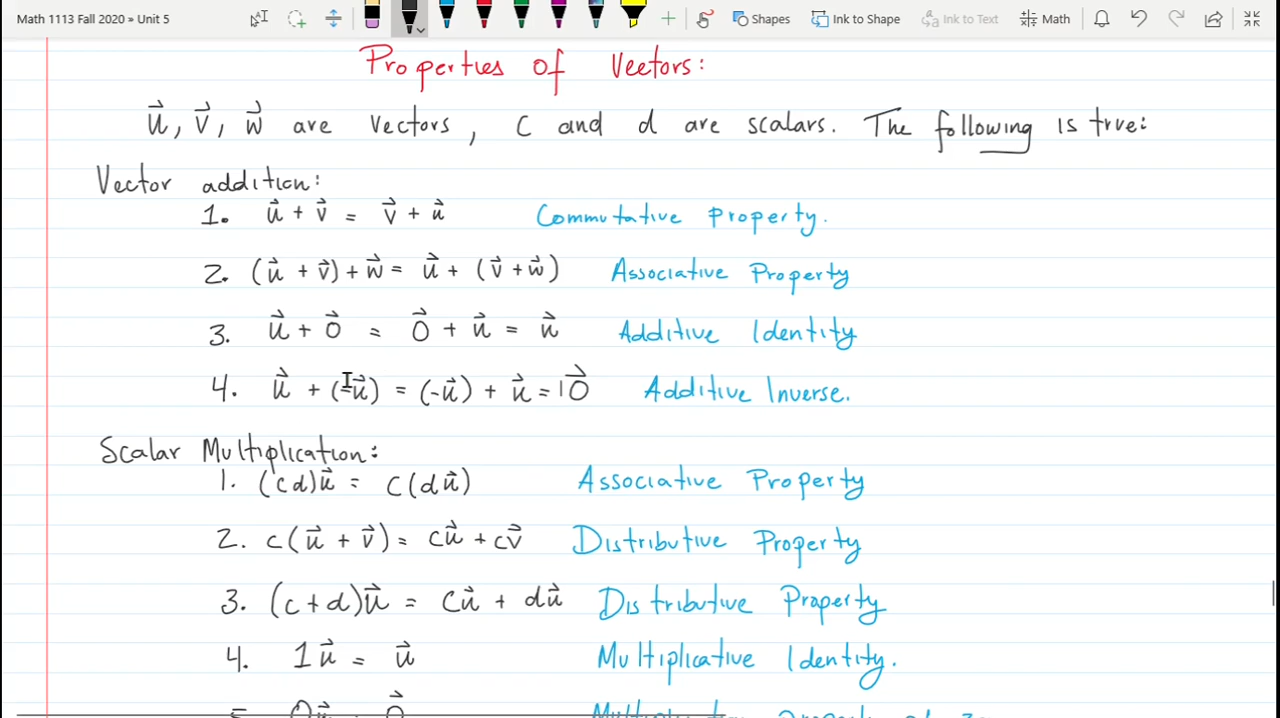 Math 1113 Fall 2020 » Unit 5
Shapes
Ink to Shape
Ink to Text
Math
Properties of Vectors:
u⃗, v⃗, w⃗ are vectors, c and d are scalars. The following is true:
Vector addition:
1. u⃗ + v⃗ = v⃗ + u⃗ Commutative Property.
2. (u⃗ + v⃗) + w⃗ = u⃗ + (v⃗ + w⃗) Associative Property
3. u⃗ + 0⃗ = 0⃗ + u⃗ = u⃗ Additive Identity
4. u⃗ + (-u⃗) = (-u⃗) + u⃗ = 0⃗ Additive Inverse.
Scalar Multiplication:
1. (cd)u⃗ = c(du⃗) Associative Property
2. c(u⃗ + v⃗) = cu⃗ + cv⃗ Distributive Property
3. (c+d)u⃗ = cu⃗ + du⃗ Distributive Property
4. 1u⃗ = u⃗ Multiplicative Identity.